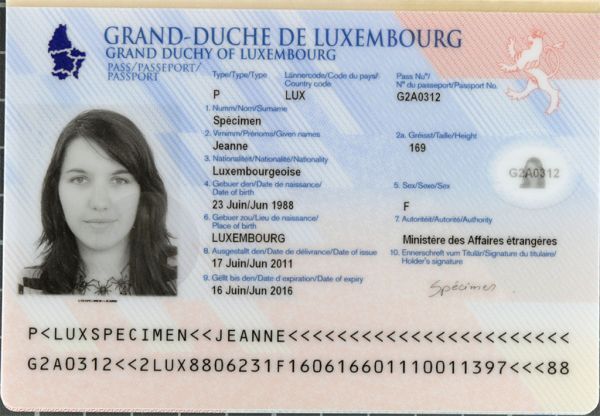 GRAND-DUCHE DE LUXEMBOURG
GRAND DUCHY OF LUXEMBOURG
PASS/PASSEPORT/
PASSPORT
Type/Type/Type
P
Lännercode/Code du pays/
Country code
LUX
Pass No°/
N° du passeport/Passport No.
G2A0312
1. Numm/Nom/Surname
Spécimen
2. Virnimm/Prénoms/Given names
Jeanne
2a. Gréisst/Taille/Height
169
3. Nationalitéit/Nationalité/Nationality
Luxembourgeoise
G2A0312
4. Gebuer den/Date de naissance/
Date of birth
23 Juin/Jun 1988
5. Sex/Sexe/Sex
F
6. Gebuer zou/Lieu de naissance/
Place of birth
LUXEMBOURG
7. Autoritéit/Autorité/Authority
Ministère des Affaires étrangères
8. Ausgestallt den/Date de délivrance/Date of issue
17 Juin/Jun 2011
9. Gëllt bis den/Date d'expiration/Date of expiry
16 Juin/Jun 2016
10. Ënnerschrëft vum Titulär/Signature du titulaire/
Holder's signature
Spécimen
P<LUXSPECIMEN<<JEANNE<<<<<<<<<<<<<<<<<<<<<<<
G2A0312<<2LUX8806231F160616601110011397<<<88